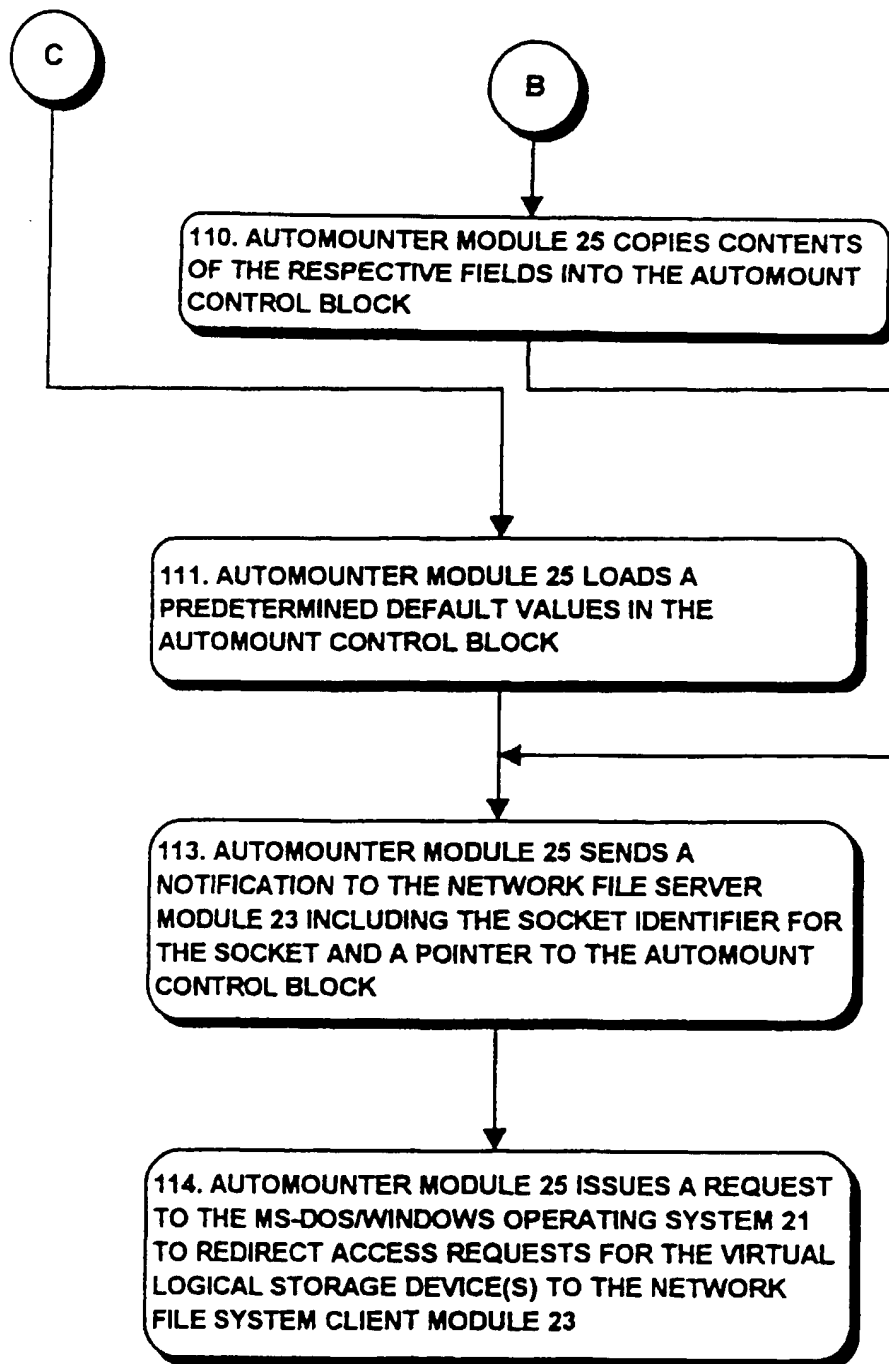 C
B
110. AUTOMOUNTER MODULE 25 COPIES CONTENTS
OF THE RESPECTIVE FIELDS INTO THE AUTOMOUNT
CONTROL BLOCK
111. AUTOMOUNTER MODULE 25 LOADS A
PREDETERMINED DEFAULT VALUES IN THE
AUTOMOUNT CONTROL BLOCK
113. AUTOMOUNTER MODULE 25 SENDS A
NOTIFICATION TO THE NETWORK FILE SERVER
MODULE 23 INCLUDING THE SOCKET IDENTIFIER FOR
THE SOCKET AND A POINTER TO THE AUTOMOUNT
CONTROL BLOCK
114. AUTOMOUNTER MODULE 25 ISSUES A REQUEST
TO THE MS-DOS/WINDOWS OPERATING SYSTEM 21
TO REDIRECT ACCESS REQUESTS FOR THE VIRTUAL
LOGICAL STORAGE DEVICE(S) TO THE NETWORK
FILE SYSTEM CLIENT MODULE 23